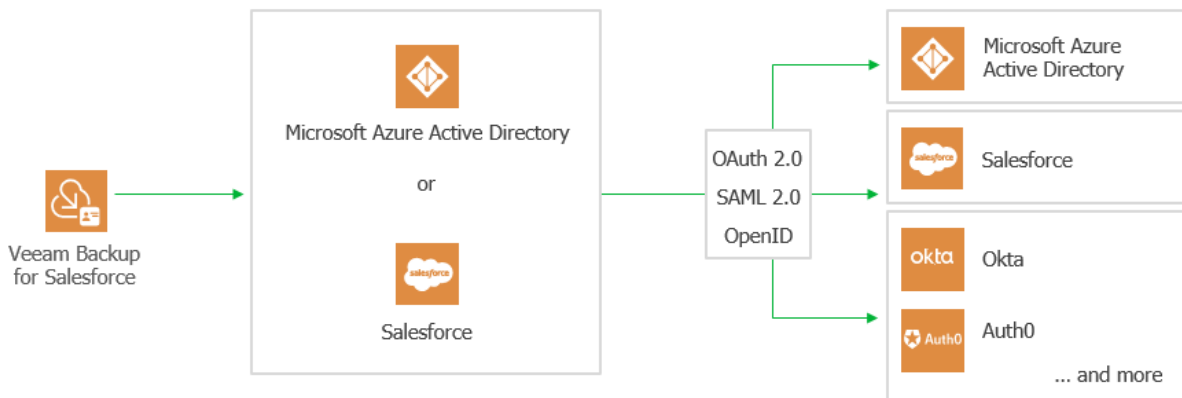 Veeam Backup
for Salesforce
Microsoft Azure Active Directory
or
salesforce
Salesforce
OAuth 2.0
SAML 2.0
OpenID
Microsoft Azure
Active Directory
salesforce
Salesforce
okta
Okta
Auth0
Auth0
... and more